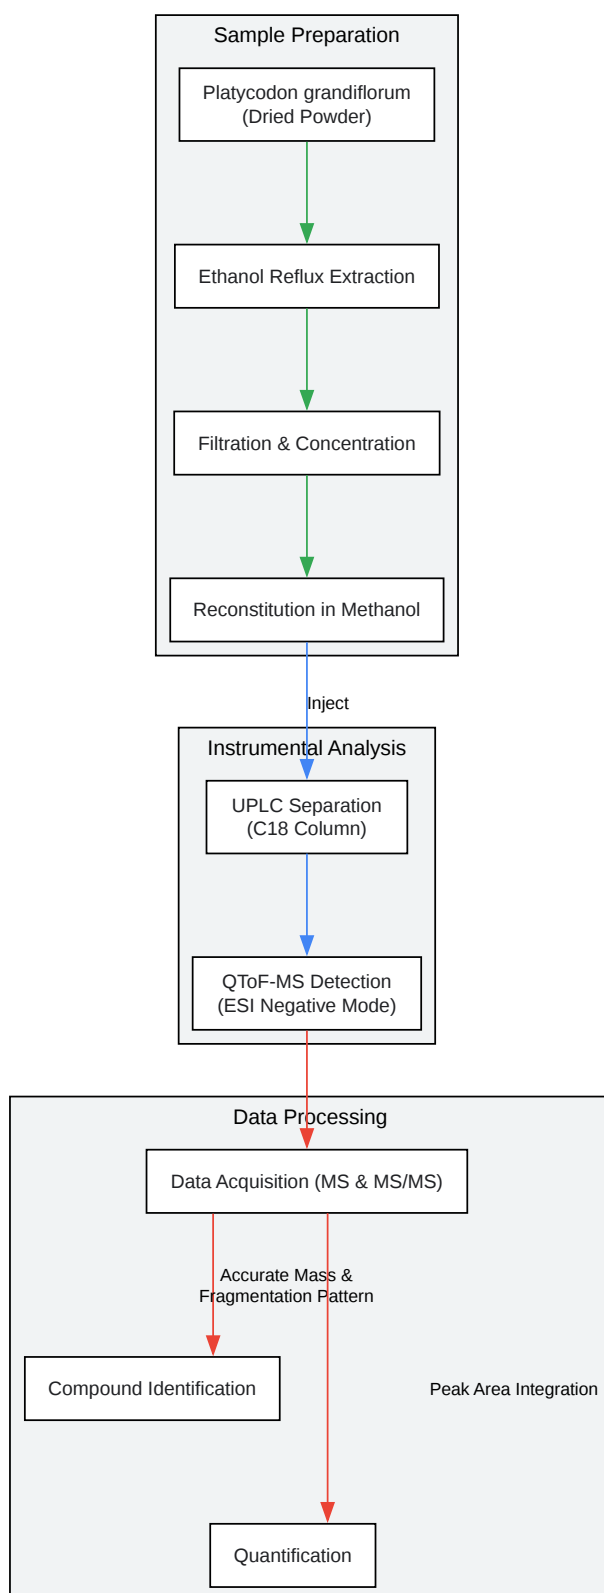 Sample Preparation
Platycodon grandiflorum
(Dried Powder)
Ethanol Reflux Extraction
Filtration & Concentration
Reconstitution in Methanol
Inject
Instrumental Analysis
UPLC Separation
(C18 Column)
QToF-MS Detection
(ESI Negative Mode)
Data Processing
Data Acquisition (MS & MS/MS)
Accurate Mass &
Fragmentation Pattern
Compound Identification
Peak Area Integration
Quantification